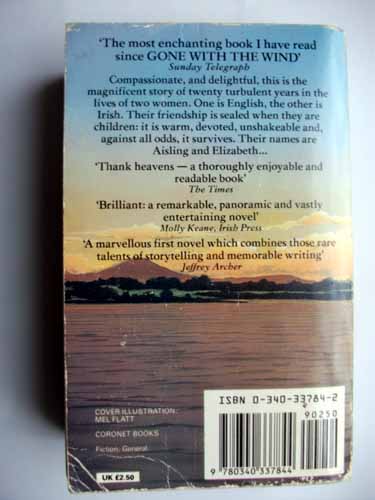 ‘The most enchanting book I have read
since GONE WITH THE WIND’
Sunday Telegraph
Compassionate, and delightful, this is the
magnificent story of twenty turbulent years in the
lives of two women. One is English, the other is
Irish. Their friendship is sealed when they are
children: it is warm, devoted, unshakeable and,
against all odds, it survives. Their names are
Aisling and Elizabeth...
‘Thank heavens — a thoroughly enjoyable and
readable book’
The Times
‘Brilliant: a remarkable, panoramic and vastly
entertaining novel’
Molly Keane, Irish Press
‘A marvellous first novel which combines those rare
talents of storytelling and memorable writing’
Jeffrey Archer
ISBN 0-340-33784-2
90250
9 780340 337844
COVER ILLUSTRATION:
MEL FLATT
CORONET BOOKS
Fiction: General
UK £2.50